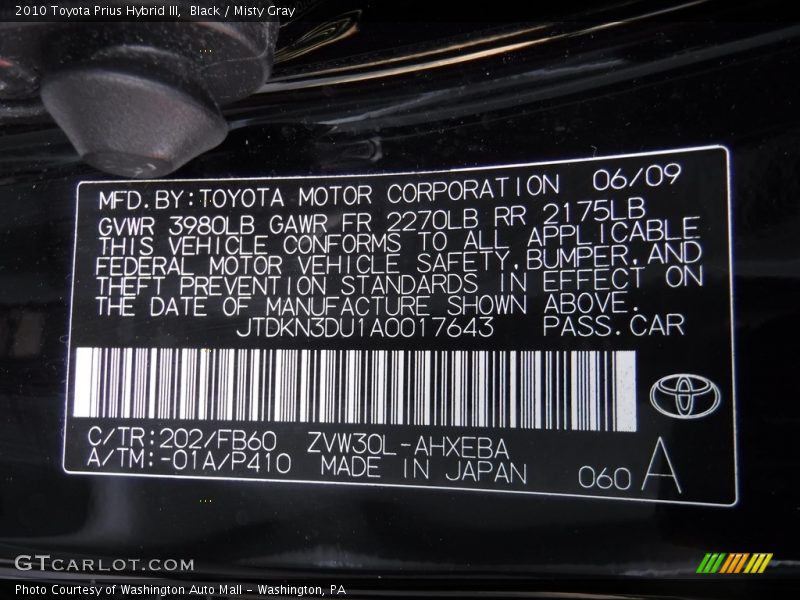 2010 Toyota Prius Hybrid III, Black / Misty Gray
MFD.BY:TOYOTA MOTOR CORPORATION 06/09
GVWR 3980LB GAWR FR 2270LB RR 2175LB
THIS VEHICLE CONFORMS TO ALL APPLICABLE
FEDERAL MOTOR VEHICLE SAFETY,BUMPER,AND
THEFT PREVENTION STANDARDS IN EFFECT ON
THE DATE OF MANUFACTURE SHOWN ABOVE.
JTDKN3DU1A0017643 PASS.CAR
C/TR:202/FB60 ZVW30L-AHXEBA
A/TM:-01A/P410 MADE IN JAPAN 060 A
GTCARLOT.COM
Photo Courtesy of Washington Auto Mall - Washington, PA